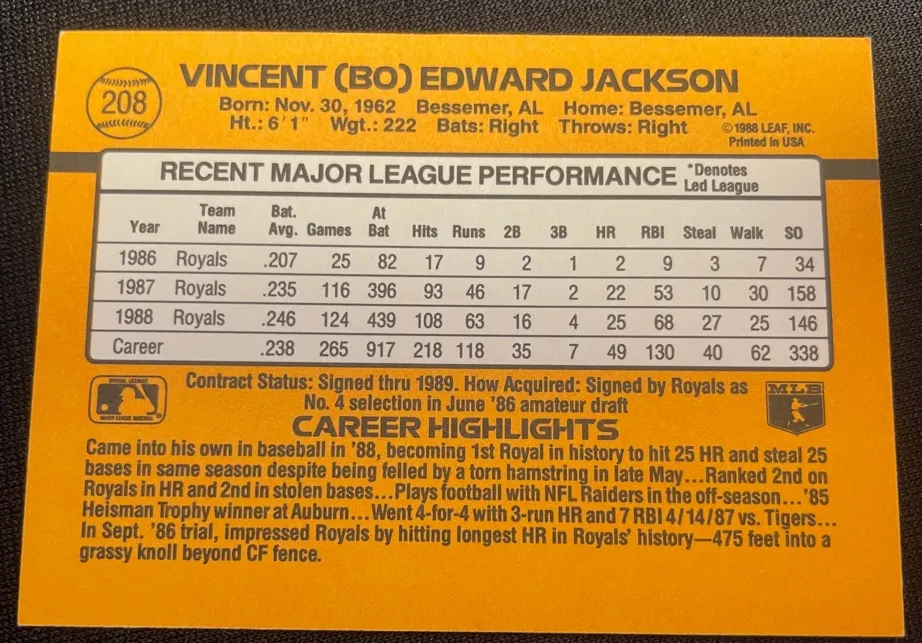 208
VINCENT (BO) EDWARD JACKSON
Born: Nov. 30, 1962 Bessemer, AL Home: Bessemer, AL
Ht.: 6'1" Wgt.: 222 Bats: Right Throws: Right
©1988 LEAF, INC.
Printed in USA
RECENT MAJOR LEAGUE PERFORMANCE *Denotes Led League
Year Team Name Bat. Avg. Games At Bat Hits Runs 2B 3B HR RBI Steal Walk SO
1986 Royals .207 25 82 17 9 2 1 2 9 3 7 34
1987 Royals .235 116 396 93 46 17 2 22 53 10 30 158
1988 Royals .246 124 439 108 63 16 4 25 68 27 25 146
Career .238 265 917 218 118 35 7 49 130 40 62 338
Contract Status: Signed thru 1989. How Acquired: Signed by Royals as
No. 4 selection in June '86 amateur draft
MLB
CAREER HIGHLIGHTS
Came into his own in baseball in '88, becoming 1st Royal in history to hit 25 HR and steal 25
bases in same season despite being felled by a torn hamstring in late May...Ranked 2nd on
Royals in HR and 2nd in stolen bases...Plays football with NFL Raiders in the off-season...'85
Heisman Trophy winner at Auburn...Went 4-for-4 with 3-run HR and 7 RBI 4/14/87 vs. Tigers...
In Sept. '86 trial, impressed Royals by hitting longest HR in Royals' history—475 feet into a
grassy knoll beyond CF fence.